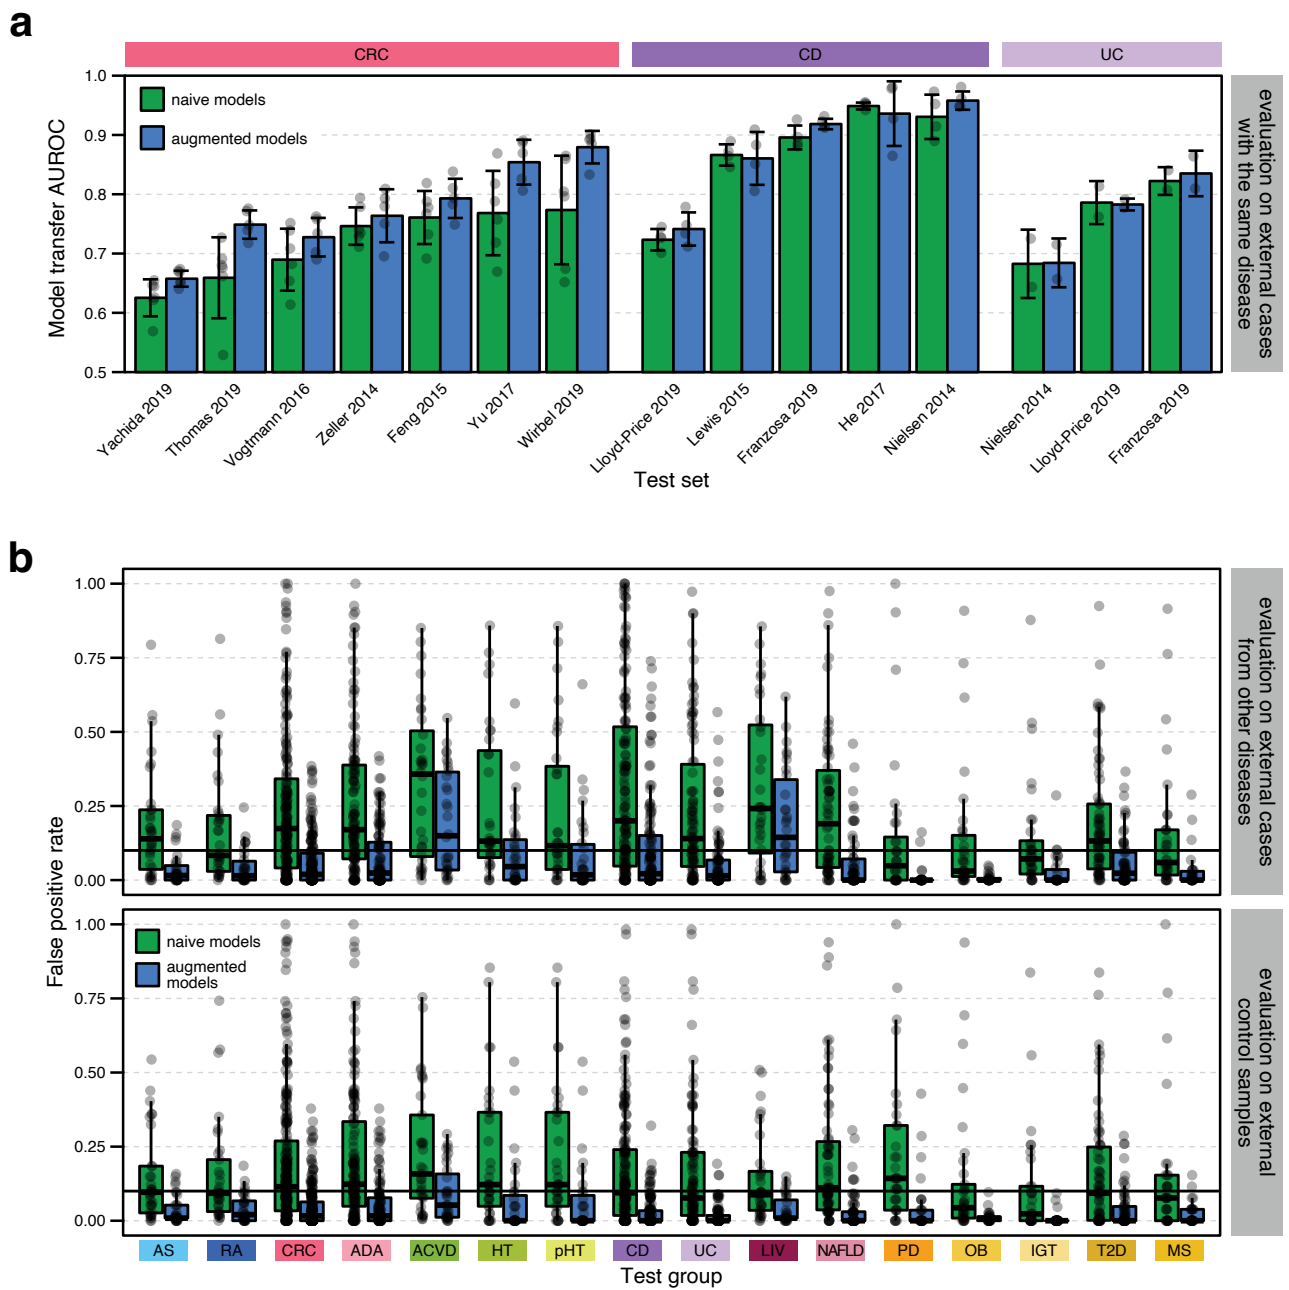 a
CRC
CD
UC
Model transfer AUROC
1.0
0.9
0.8
0.7
0.6
0.5
naive models
augmented models
evaluation on external cases
with the same disease
Yachida 2019
Thomas 2019
Vogtmann 2016
Zeller 2014
Feng 2015
Yu 2017
Wirbel 2019
Lloyd-Price 2019
Lewis 2015
Franzosa 2019
He 2017
Nielsen 2014
Nielsen 2014
Lloyd-Price 2019
Franzosa 2019
Test set
b
False positive rate
1.00
0.75
0.50
0.25
0.00
evaluation on external cases
from other diseases
1.00
0.75
0.50
0.25
0.00
naive models
augmented
models
evaluation on external
control samples
AS
RA
CRC
ADA
ACVD
HT
pHT
CD
UC
LIV
NAFLD
PD
OB
IGT
T2D
MS
Test group